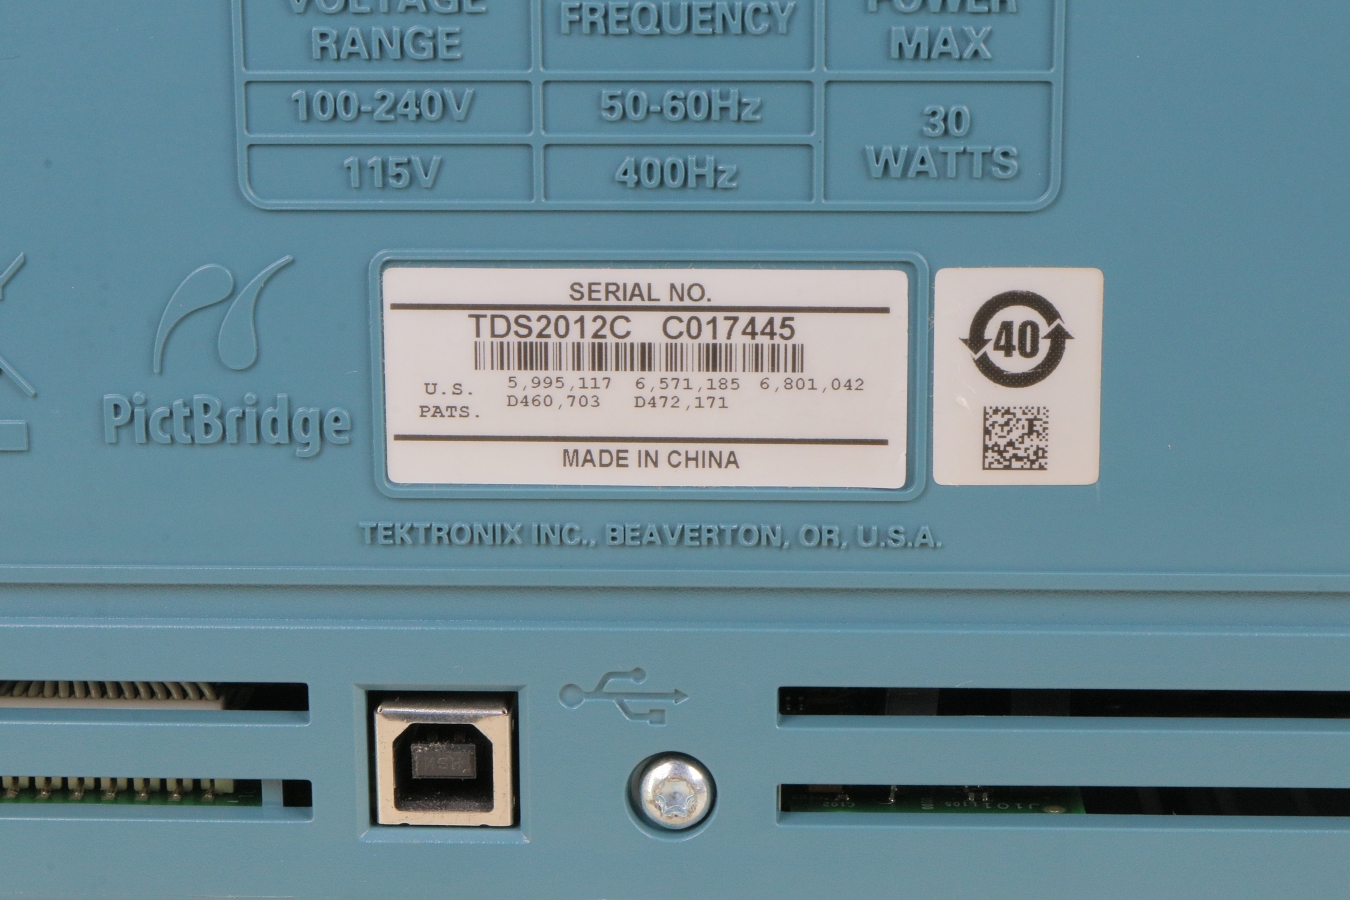 VOLTAGE RANGE
FREQUENCY
POWER MAX
100-240V
50-60Hz
30 WATTS
115V
400Hz
PictBridge
SERIAL NO.
TDS2012C C017445
U.S. PATS.
5,995,117 6,571,185 6,801,042
D460,703 D472,171
MADE IN CHINA
40
TEKTRONIX INC., BEAVERTON, OR, U.S.A.
MSH
J101